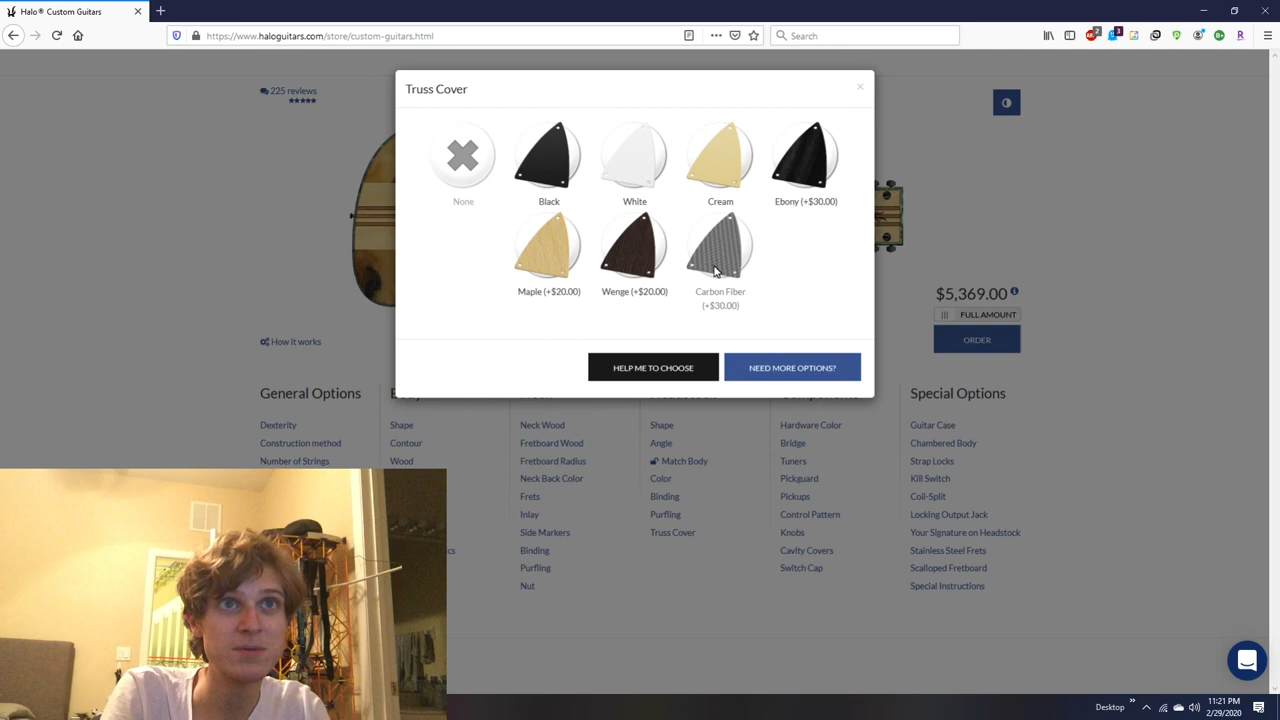 Halo® Custom Guitars
https://www.haloguitars.com/store/custom-guitars.html
Search
2
3
225 reviews
Truss Cover
×
None
Black
White
Cream
Ebony (+$30.00)
Maple (+$20.00)
Wenge (+$20.00)
Carbon Fiber
(+$30.00)
$5,369.00
FULL AMOUNT
ORDER
How it works
HELP ME TO CHOOSE
NEED MORE OPTIONS?
General Options
Dexterity
Construction method
Number of Strings
Shape
Contour
Wood
Neck Wood
Fretboard Wood
Fretboard Radius
Neck Back Color
Frets
Inlay
Side Markers
Binding
Purfling
Nut
Shape
Angle
Match Body
Color
Binding
Purfling
Truss Cover
Hardware Color
Bridge
Tuners
Pickguard
Pickups
Control Pattern
Knobs
Cavity Covers
Switch Cap
Special Options
Guitar Case
Chambered Body
Strap Locks
Kill Switch
Coil-Split
Locking Output Jack
Your Signature on Headstock
Stainless Steel Frets
Scalloped Fretboard
Special Instructions
Desktop
11:21 PM
2/29/2020